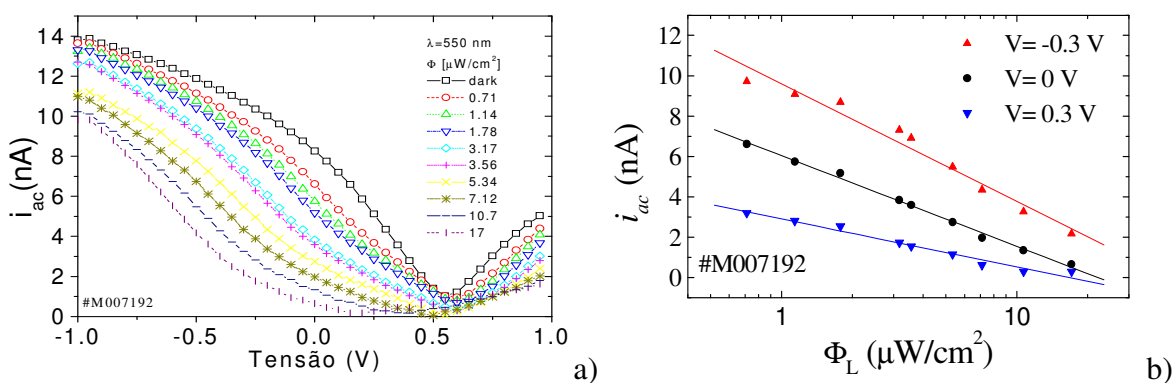 14
12
10
8
6
4
2
0
-1.0
-0.5
0.0
0.5
1.0
i_ac (nA)
Tensão (V)
λ=550 nm
Φ [μW/cm²]
dark
0.71
1.14
1.78
3.17
3.56
5.34
7.12
10.7
17
#M007192
a)
12
10
8
6
4
2
0
1
10
i_ac (nA)
Φ_L (μW/cm²)
V= -0.3 V
V= 0 V
V= 0.3 V
#M007192
b)